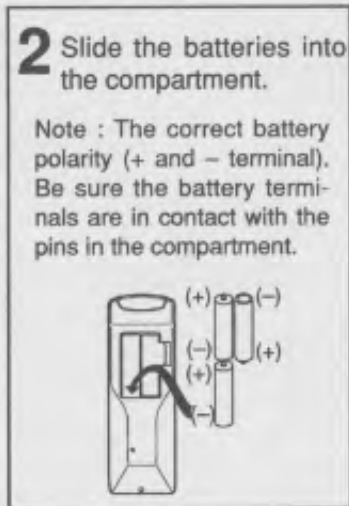 2 Slide the batteries into
the compartment.
Note : The correct battery
polarity (+ and – terminal).
Be sure the battery termi-
nals are in contact with the
pins in the compartment.
(+) (–)
(–) (+)
(+)
(–)